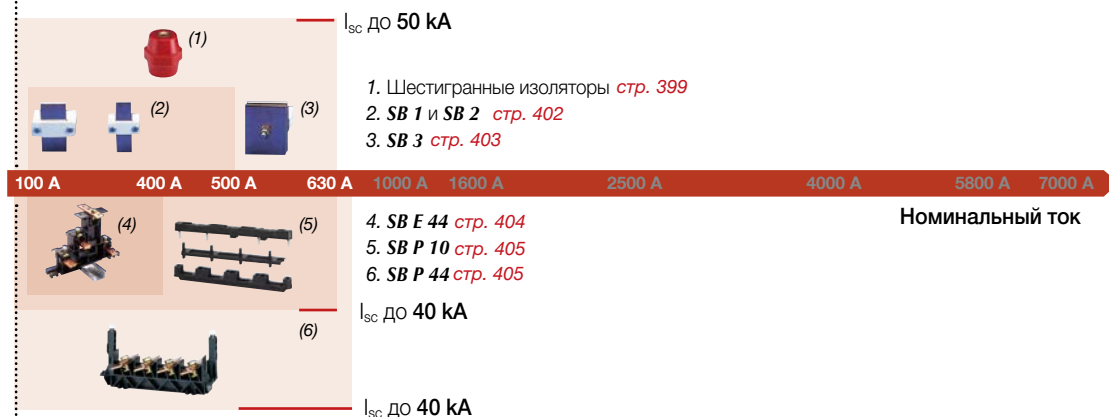 I_sc до 50 kA
(1)
1. Шестигранные изоляторы стр. 399
(2)
(3)
2. SB 1 и SB 2 стр. 402
3. SB 3 стр. 403
100 A 400 A 500 A 630 A 1000 A 1600 A 2500 A 4000 A 5800 A 7000 A
Номинальный ток
(4)
(5)
4. SB E 44 стр. 404
5. SB P 10 стр. 405
6. SB P 44 стр. 405
I_sc до 40 kA
(6)
I_sc до 40 kA